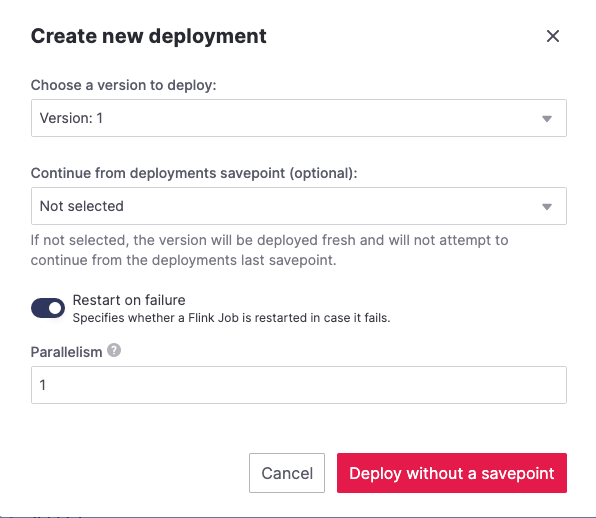 Create new deployment
Choose a version to deploy:
Version: 1
Continue from deployments savepoint (optional):
Not selected
If not selected, the version will be deployed fresh and will not attempt to
continue from the deployments last savepoint.
Restart on failure
Specifies whether a Flink Job is restarted in case it fails.
Parallelism ?
1
Cancel
Deploy without a savepoint